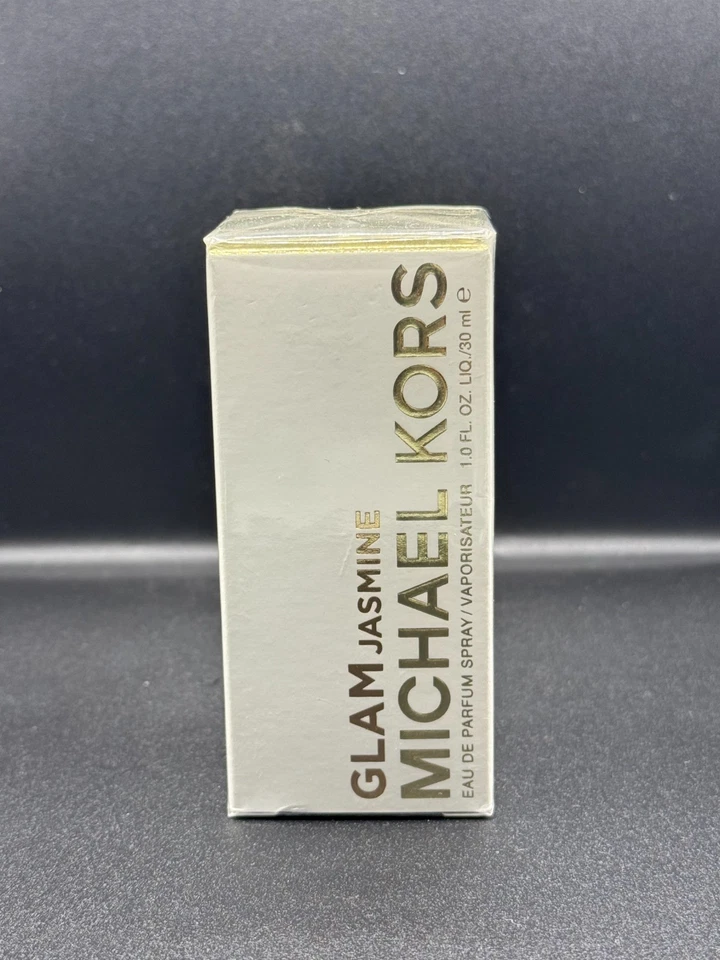 GLAM JASMINE
MICHAEL KORS
EAU DE PARFUM SPRAY / VAPORISATEUR 1.0 FL. OZ. LIQ./30 ml ℮